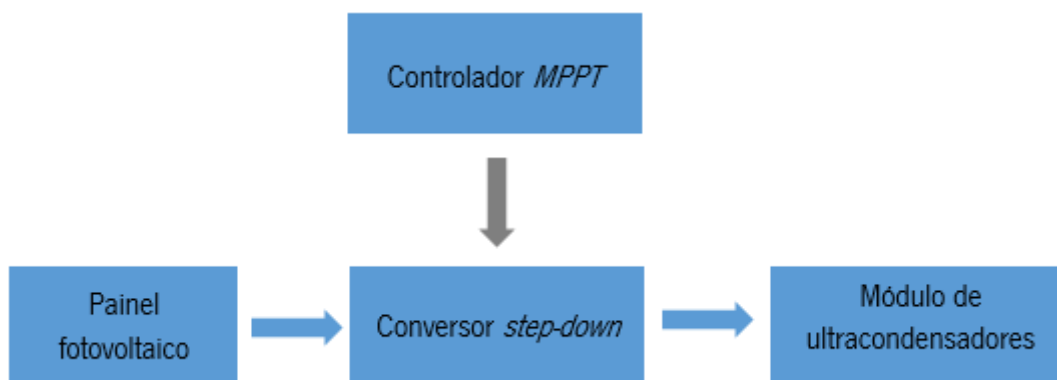 Controlador MPPT
Painel
fotovoltaico
Conversor step-down
Módulo de
ultracondensadores